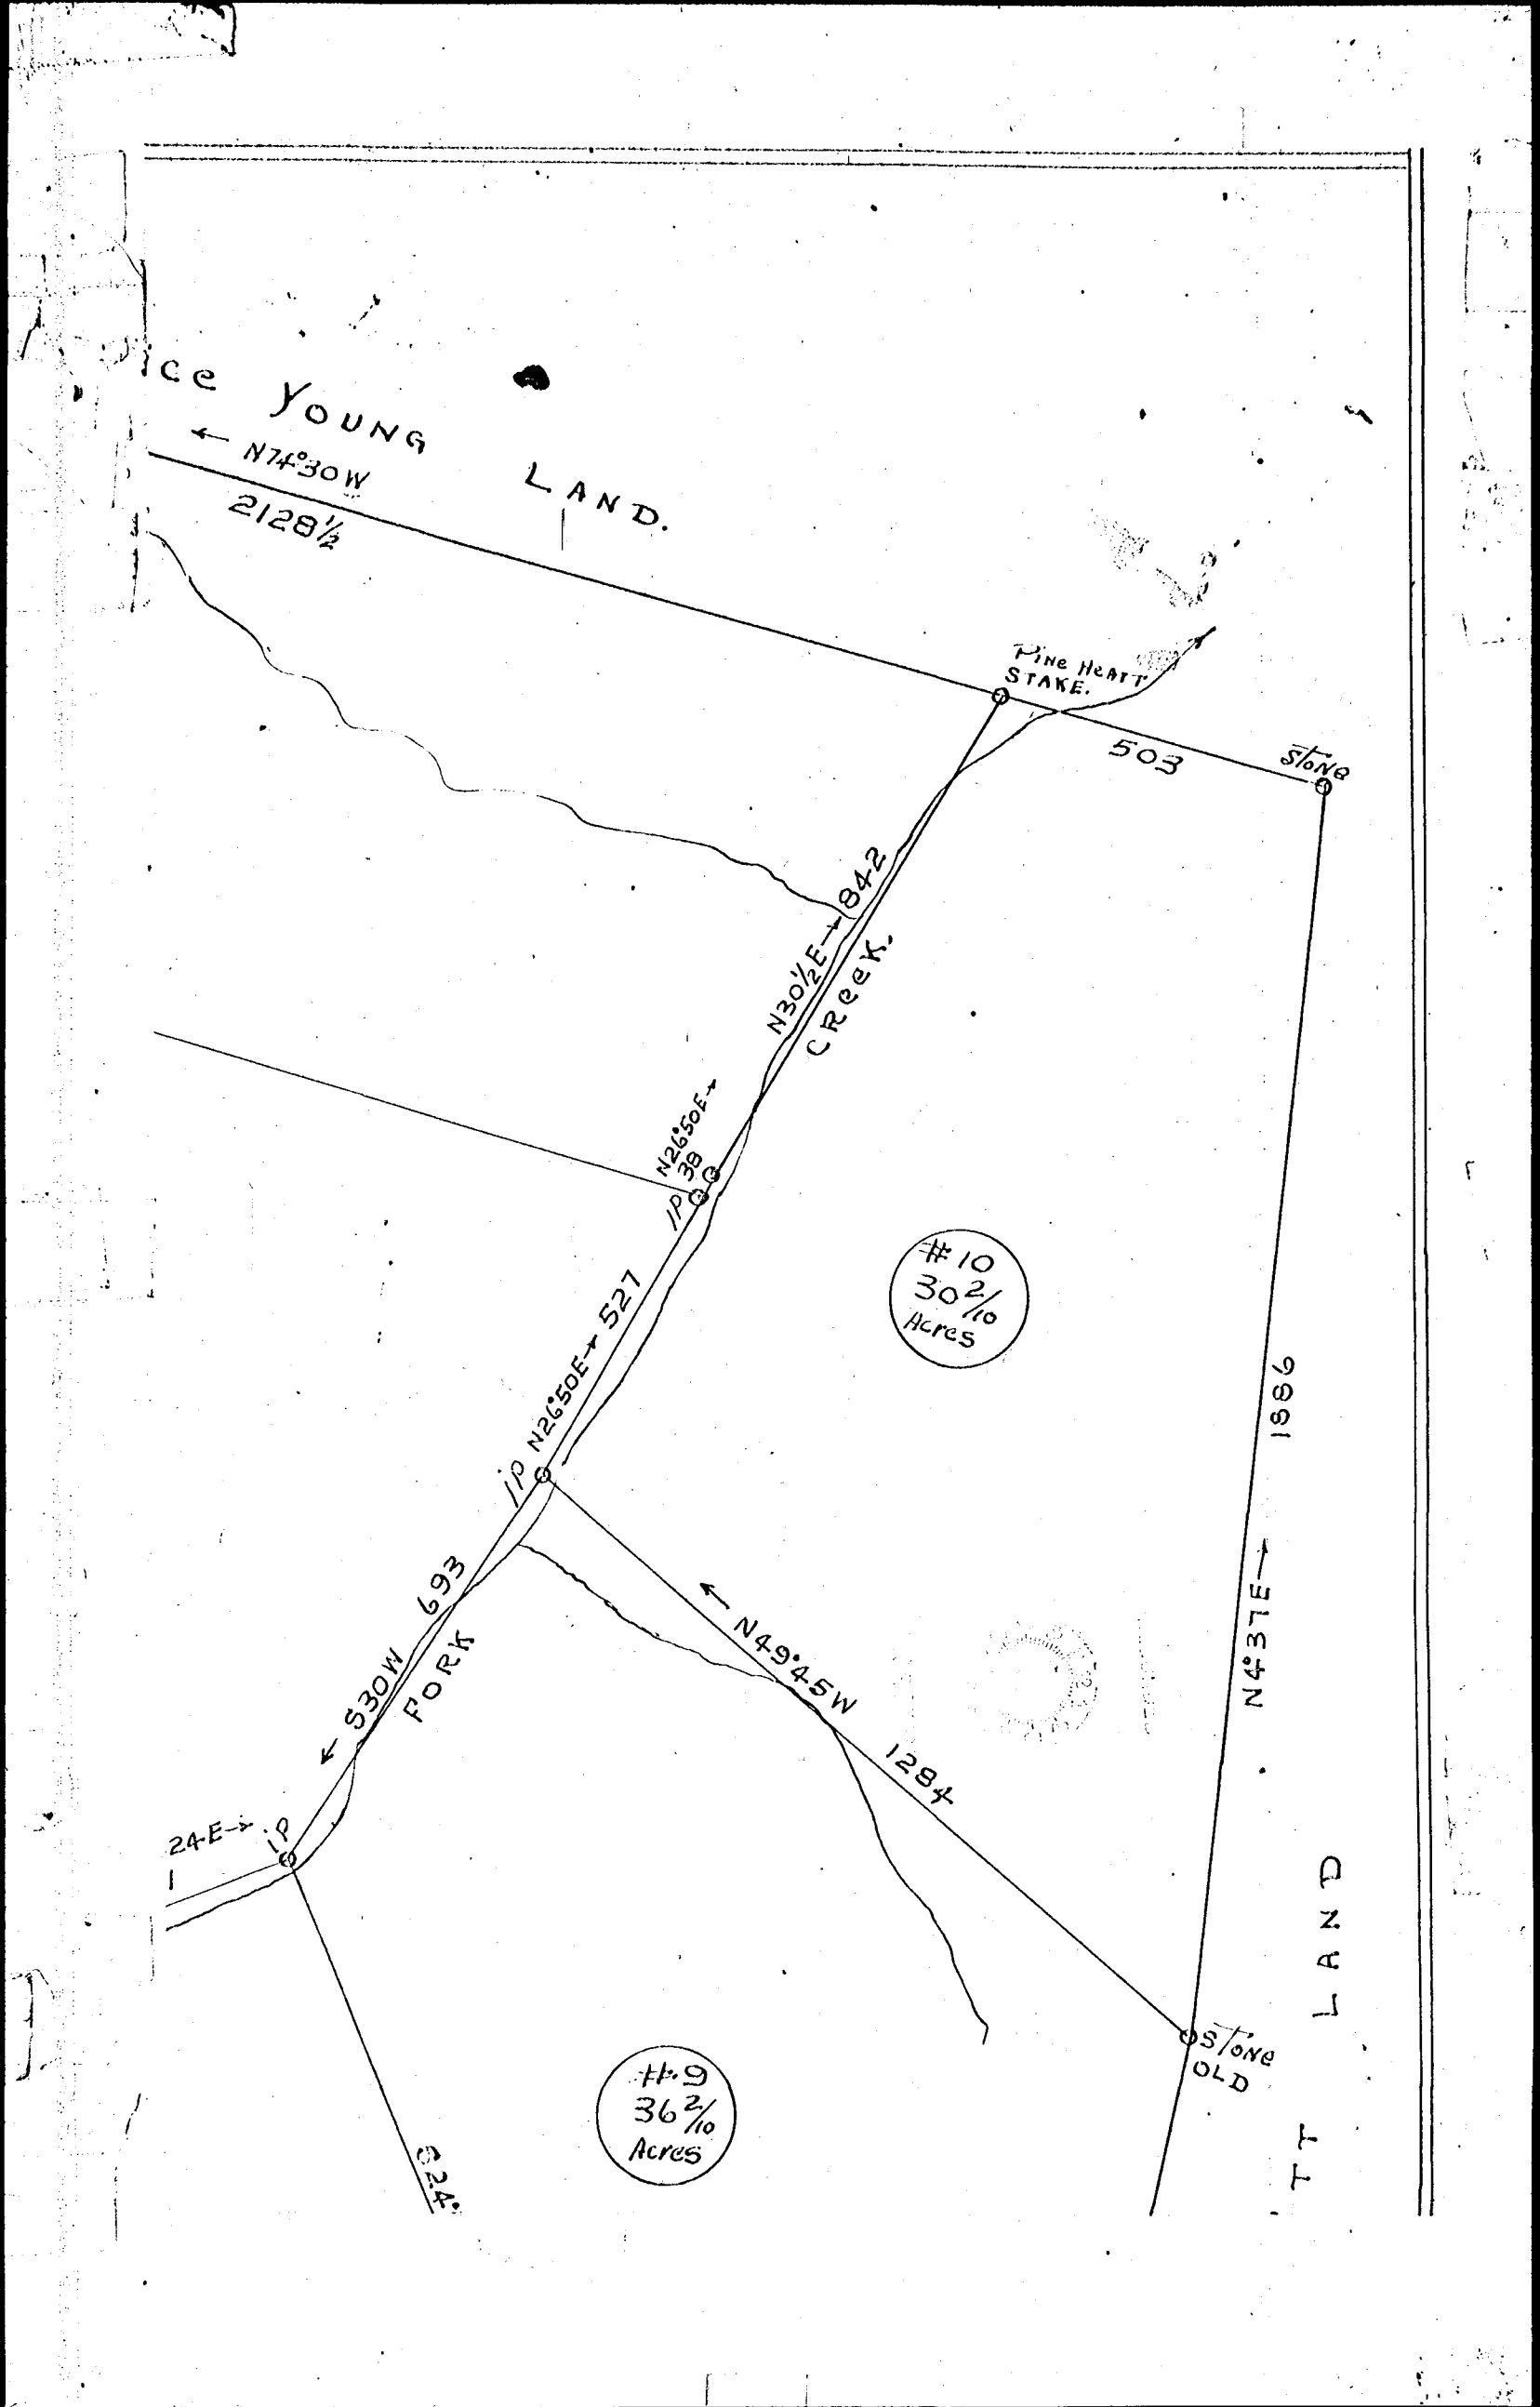 ice YOUNG LAND.
← N74°30W
2128½
Pine Heart
STAKE.
503
Stone
N30½E→ 842
CReeK.
N26°50E→
38
IP
#10
30 2/10
Acres
N26°50E→ 527
iP
1886
N4°37E→
693
S30W
←
FORK
← N49°45W
1284
24E→
iP
Stone
OLD
#9
36 2/10
Acres
TT LAND